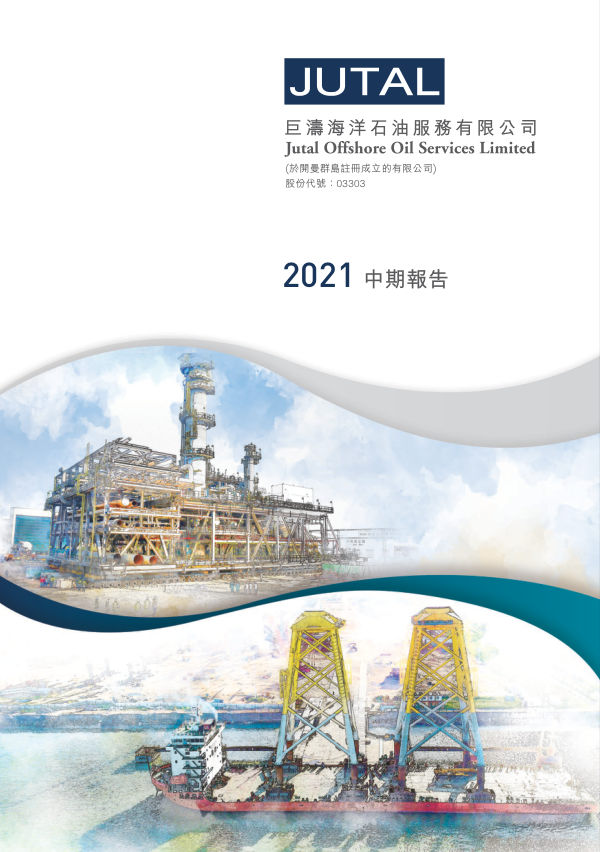 JUTAL
巨濤海洋石油服務有限公司
Jutal Offshore Oil Services Limited
(於開曼群島註冊成立的有限公司)
股份代號：03303
2021 中期報告